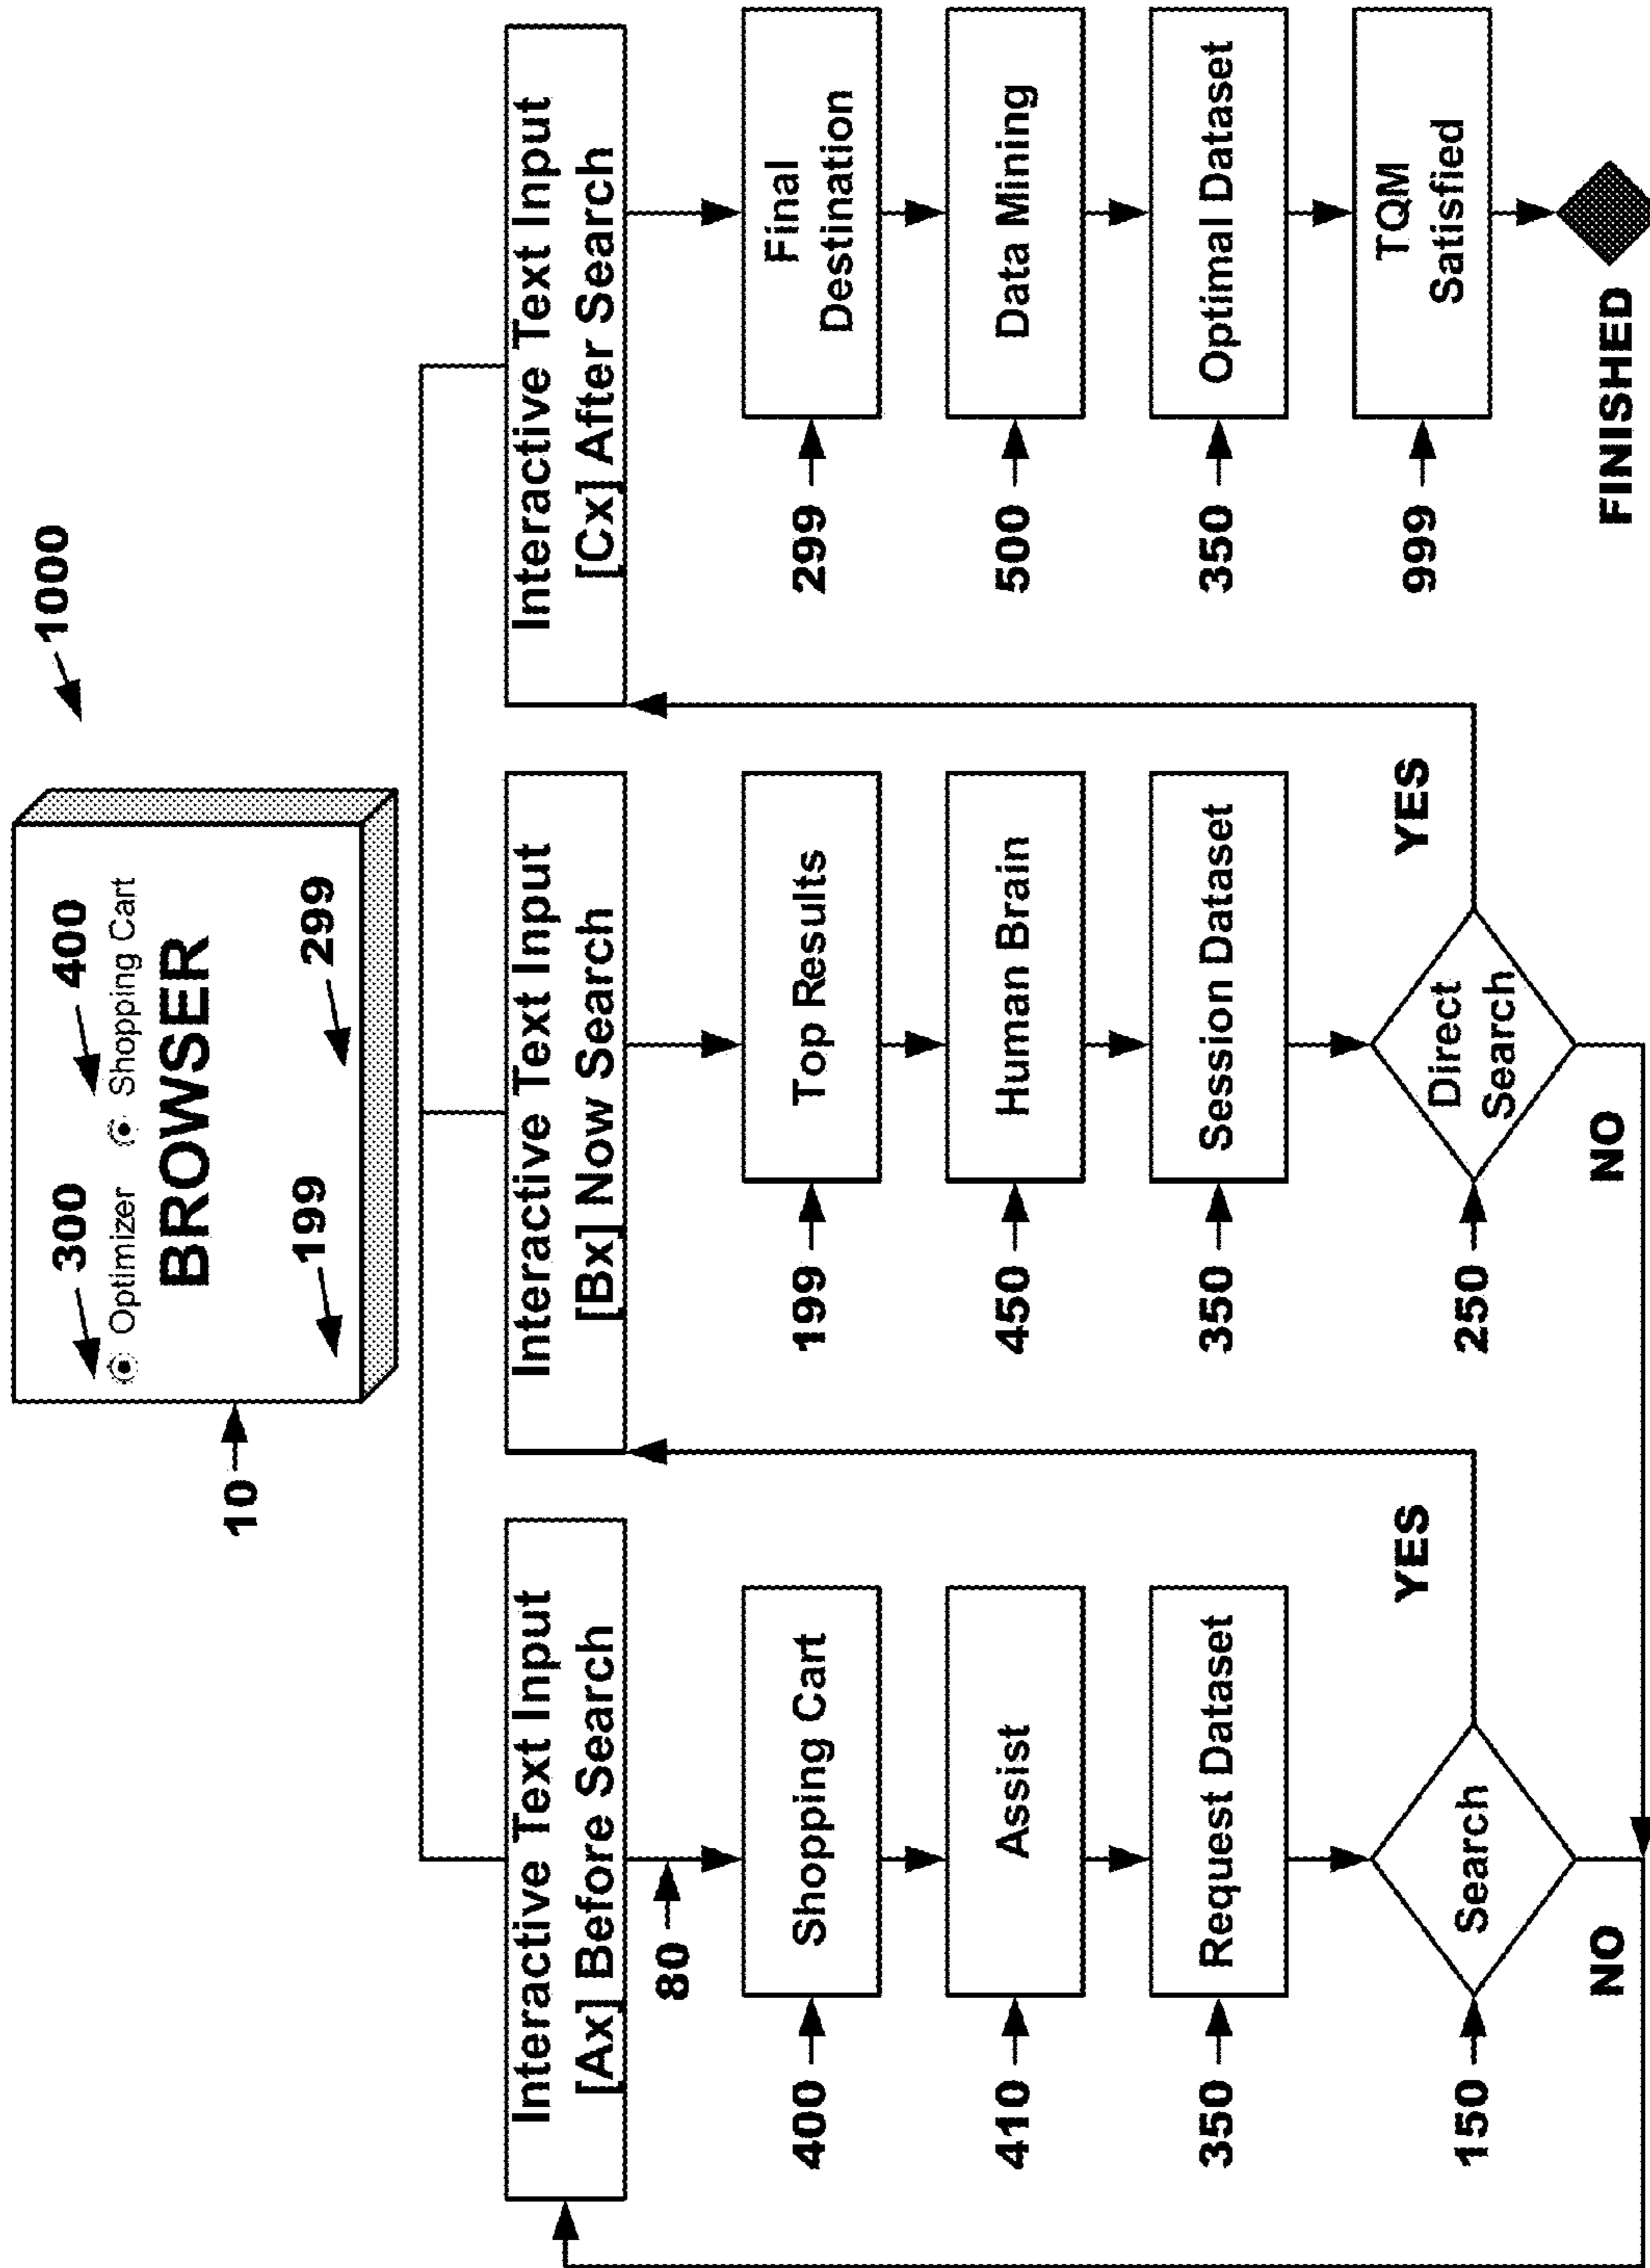 1000
300
400
Optimizer
Shopping Cart
BROWSER
10
199
299
Interactive Text Input
[Ax] Before Search
80
400
Shopping Cart
410
Assist
350
Request Dataset
150
Search
YES
NO
Interactive Text Input
[Bx] Now Search
199
Top Results
450
Human Brain
350
Session Dataset
250
Direct
Search
YES
NO
Interactive Text Input
[Cx] After Search
299
Final
Destination
500
Data Mining
350
Optimal Dataset
999
TQM
Satisfied
FINISHED